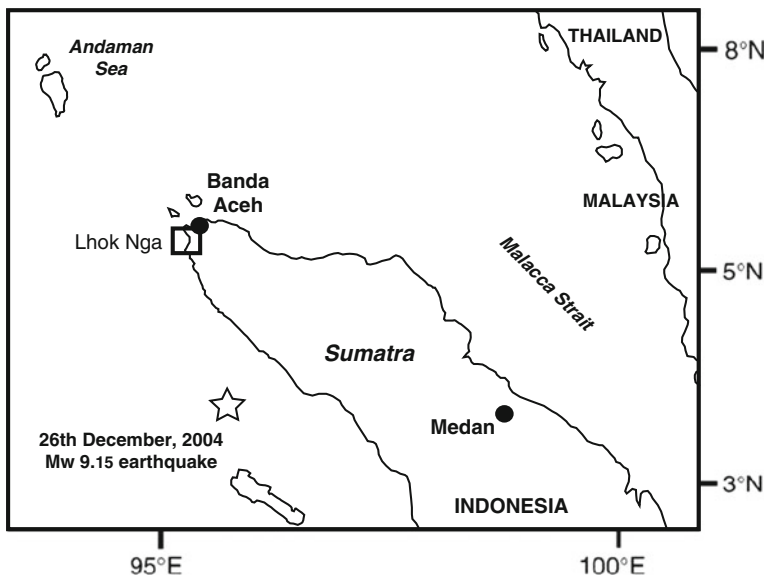 THAILAND
8°N
Andaman
Sea
Banda
Aceh
MALAYSIA
Lhok Nga
Malacca Strait
5°N
Sumatra
26th December, 2004
Mw 9.15 earthquake
Medan
3°N
INDONESIA
95°E
100°E